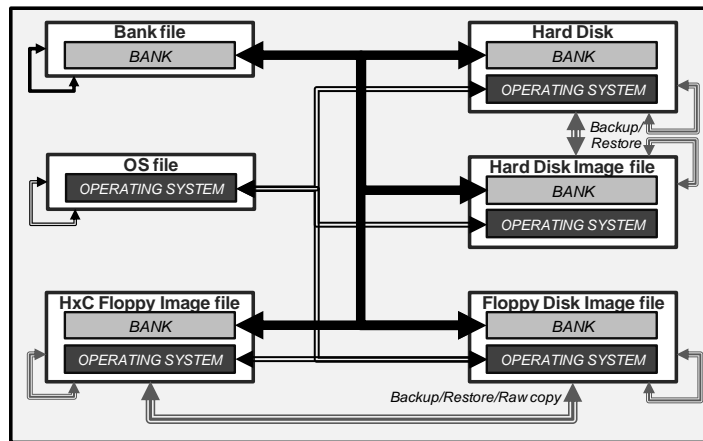 Bank file
BANK
Hard Disk
BANK
OPERATING SYSTEM
Backup/
Restore
OS file
OPERATING SYSTEM
Hard Disk Image file
BANK
OPERATING SYSTEM
HxC Floppy Image file
BANK
OPERATING SYSTEM
Floppy Disk Image file
BANK
OPERATING SYSTEM
Backup/Restore/Raw copy